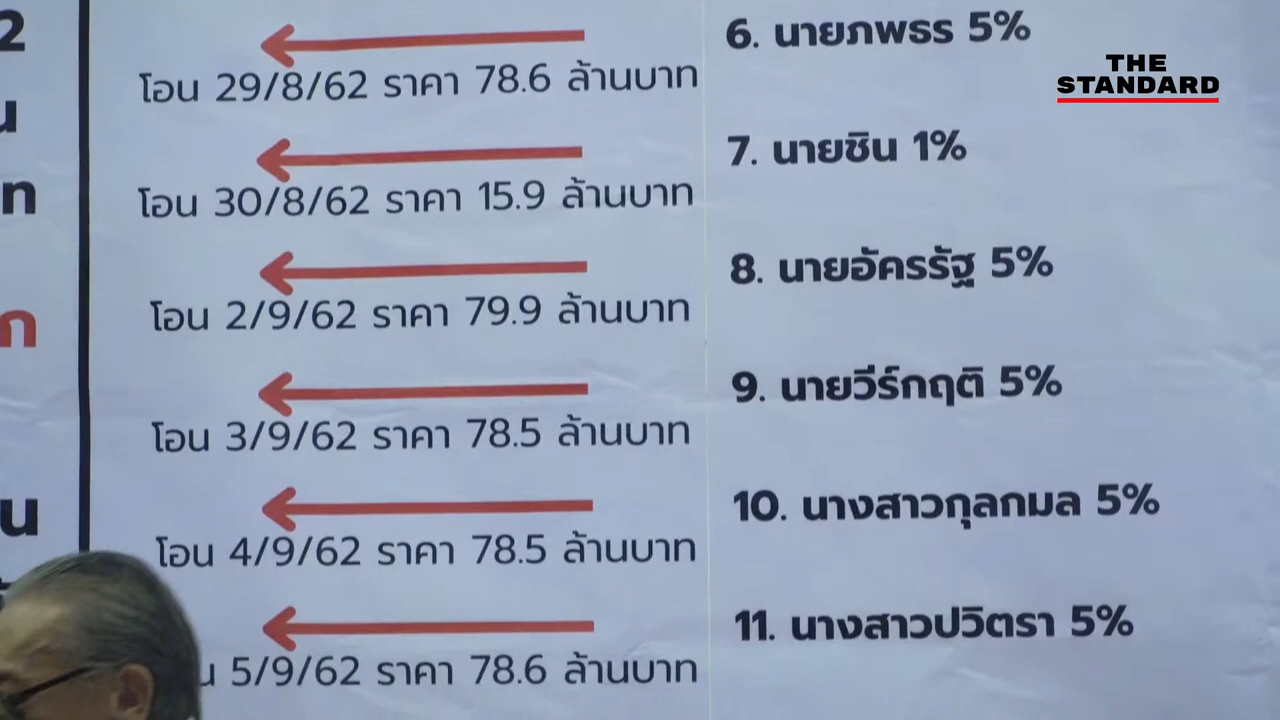 2
น
ท
ก
น
6. นายภพธร 5%
โอน 29/8/62 ราคา 78.6 ล้านบาท
7. นายชิน 1%
โอน 30/8/62 ราคา 15.9 ล้านบาท
8. นายอัครรัฐ 5%
โอน 2/9/62 ราคา 79.9 ล้านบาท
9. นายวีร์กฤติ 5%
โอน 3/9/62 ราคา 78.5 ล้านบาท
10. นางสาวกุลกมล 5%
โอน 4/9/62 ราคา 78.5 ล้านบาท
11. นางสาวปวิตรา 5%
น 5/9/62 ราคา 78.6 ล้านบาท
THE
STANDARD